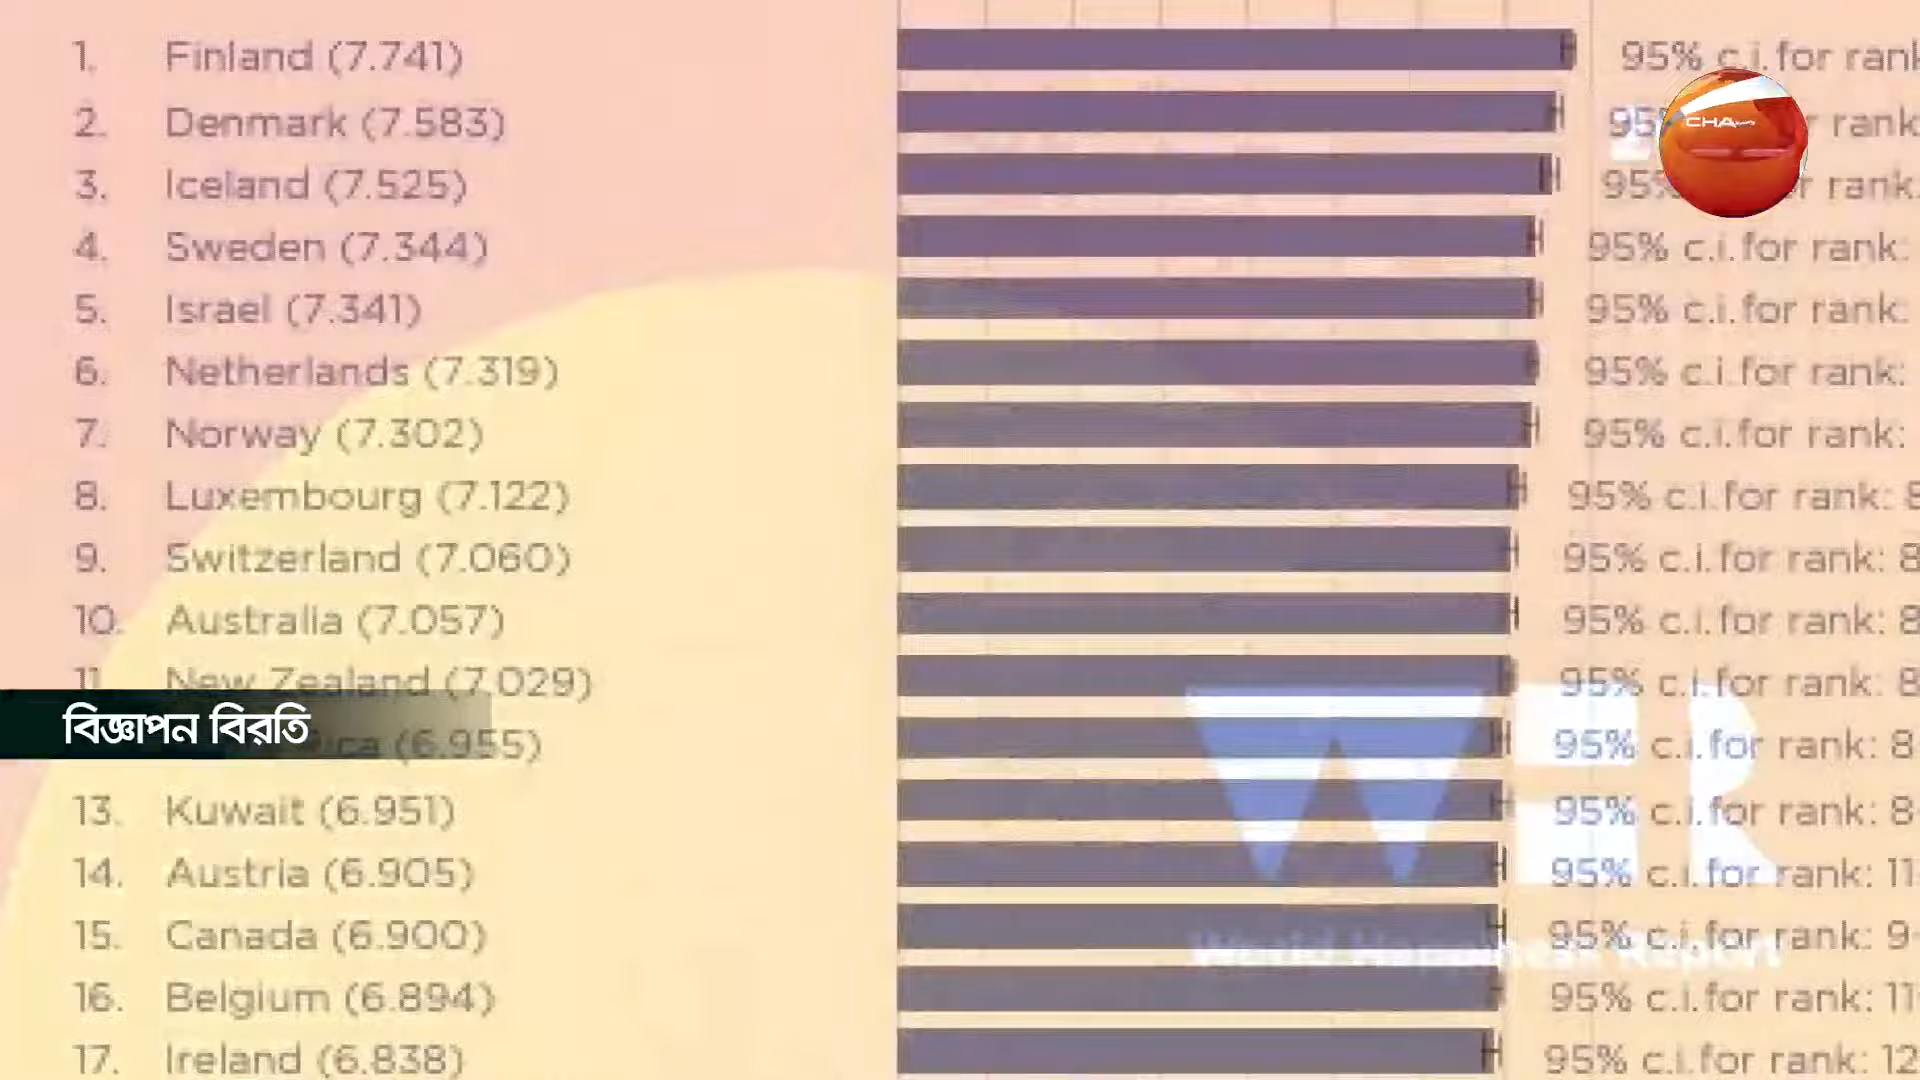 1. Finland (7.741) 95% c.i. for rank
2. Denmark (7.583) rank
3. Iceland (7.525) 95% rank:
4. Sweden (7.344) 95% c.i. for rank:
5. Israel (7.341) 95% c.i. for rank:
6. Netherlands (7.319) 95% c.i. for rank:
7. Norway (7.302) 95% c.i. for rank:
8. Luxembourg (7.122) 95% c.i. for rank: 8
9. Switzerland (7.060) 95% c.i. for rank: 8
10. Australia (7.057) 95% c.i. for rank: 8
11. New Zealand (7.029) 95% c.i. for rank: 8
(6.955) 95% c.i. for rank: 8
13. Kuwait (6.951) 95% c.i. for rank: 8
14. Austria (6.905) 95% c.i. for rank: 11
15. Canada (6.900) 95% c.i. for rank: 9-
16. Belgium (6.894) 95% c.i. for rank: 11
17. Ireland (6.838) 95% c.i. for rank: 12
বিজ্ঞাপন বিরতি
World Happiness Report